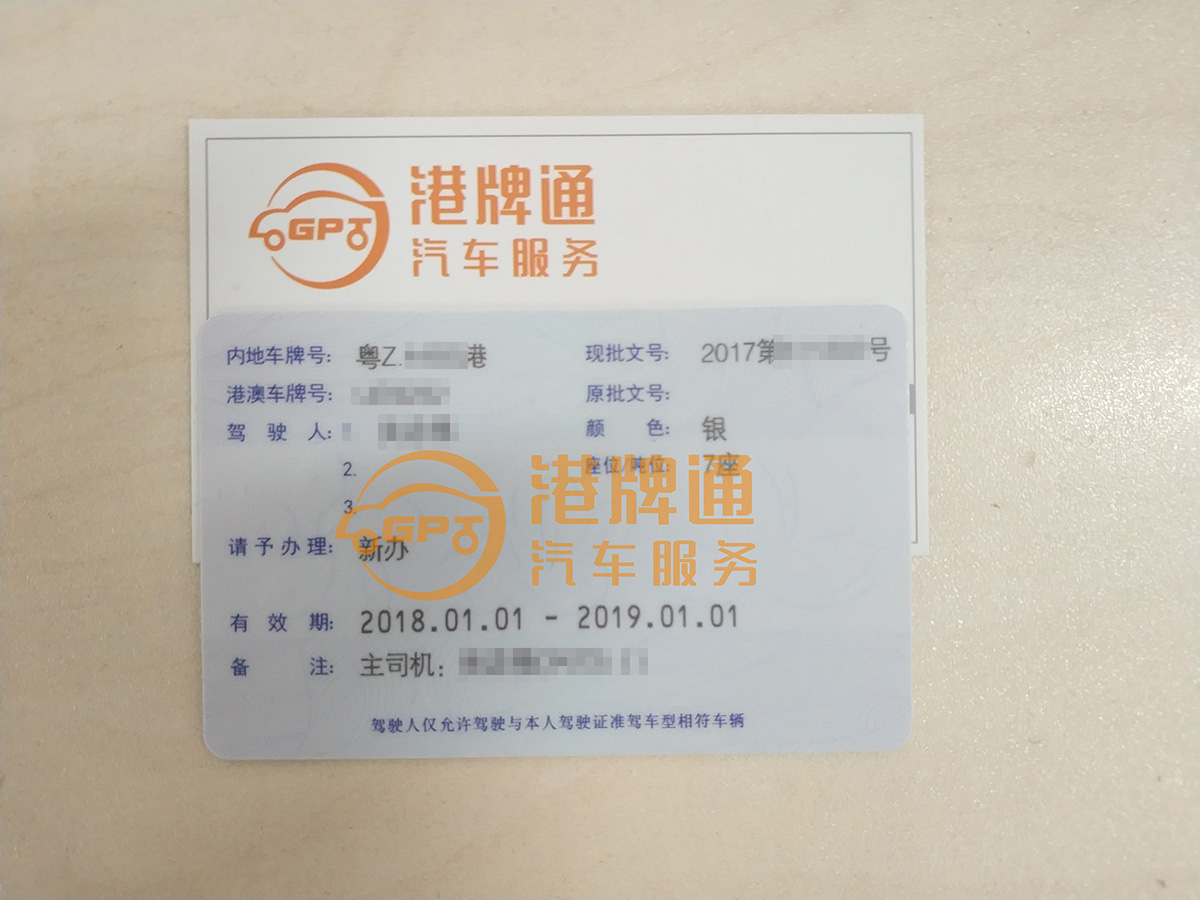 GPT
港牌通
汽车服务
内地车牌号: 粤Z. 港
现批文号: 2017第 号
港澳车牌号:
原批文号:
驾驶人:
颜色: 银
2.
座位/吨位: 7座
3.
GPT
港牌通
汽车服务
请予办理: 新办
有效期: 2018.01.01 - 2019.01.01
备注: 主司机:
驾驶人仅允许驾驶与本人驾驶证准驾车型相符车辆